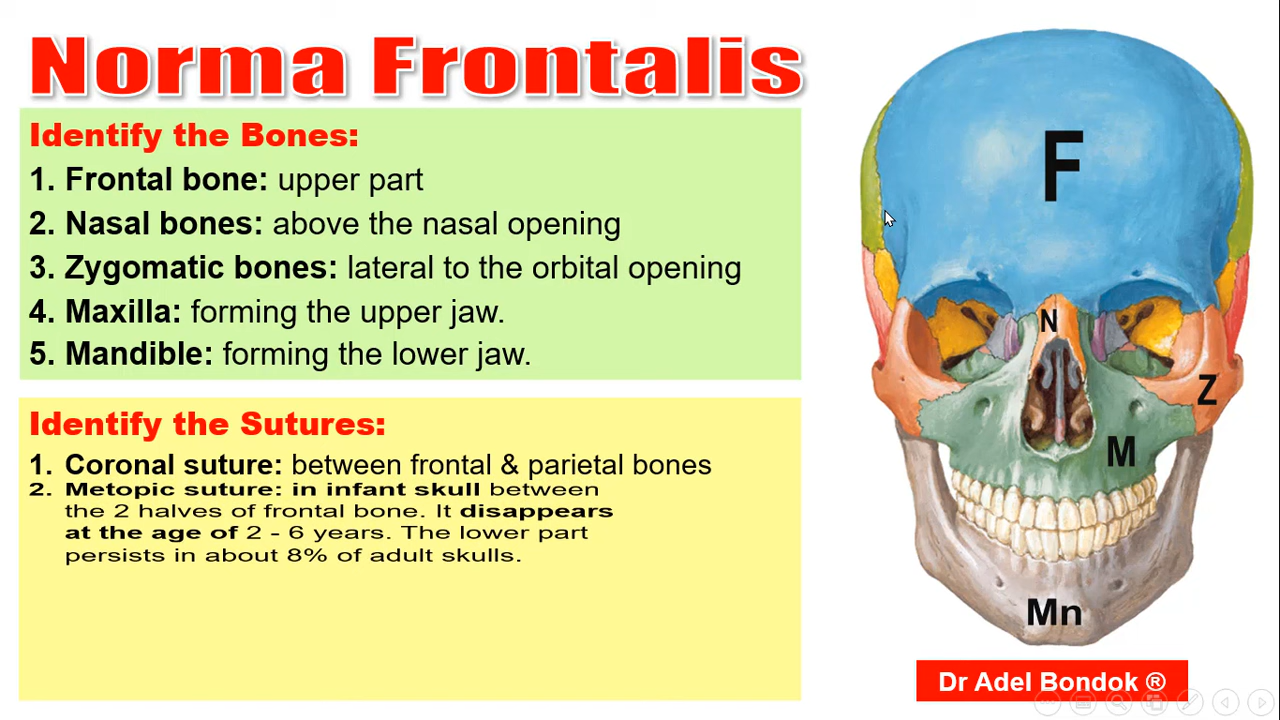 Norma Frontalis
Identify the Bones:
1. Frontal bone: upper part
2. Nasal bones: above the nasal opening
3. Zygomatic bones: lateral to the orbital opening
4. Maxilla: forming the upper jaw.
5. Mandible: forming the lower jaw.
Identify the Sutures:
1. Coronal suture: between frontal & parietal bones
2. Metopic suture: in infant skull between
the 2 halves of frontal bone. It disappears
at the age of 2 - 6 years. The lower part
persists in about 8% of adult skulls.
F
N
Z
M
Mn
Dr Adel Bondok ®